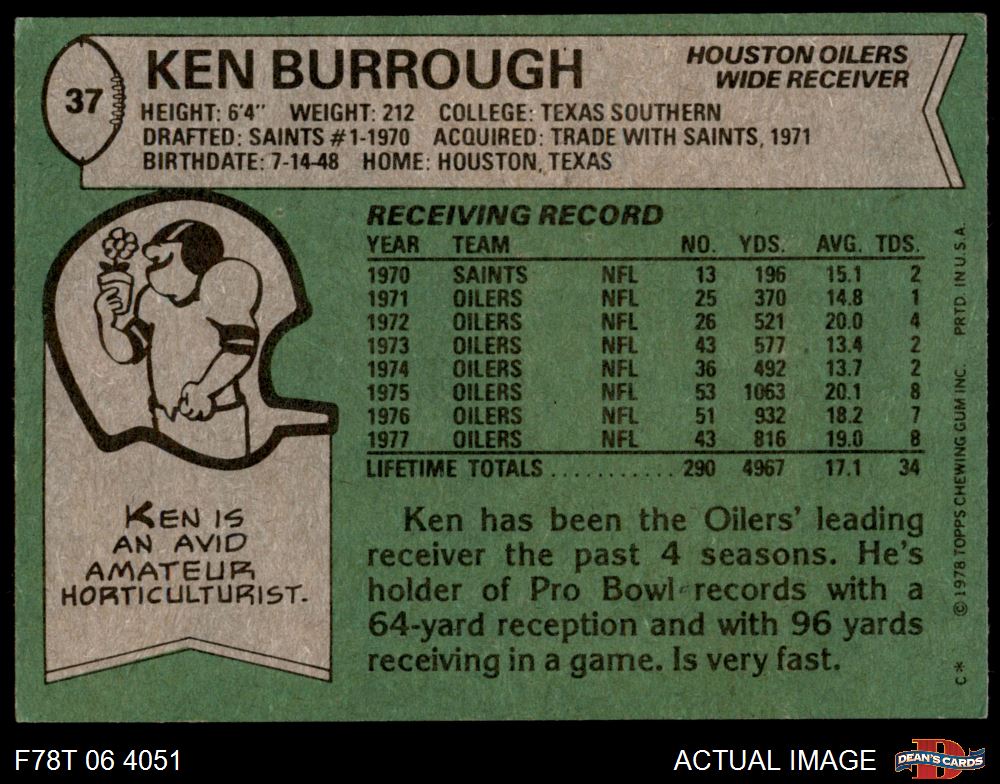 37
KEN BURROUGH
HOUSTON OILERS
WIDE RECEIVER
HEIGHT: 6'4" WEIGHT: 212 COLLEGE: TEXAS SOUTHERN
DRAFTED: SAINTS #1-1970 ACQUIRED: TRADE WITH SAINTS, 1971
BIRTHDATE: 7-14-48 HOME: HOUSTON, TEXAS
RECEIVING RECORD
YEAR TEAM NO. YDS. AVG. TDS.
1970 SAINTS NFL 13 196 15.1 2
1971 OILERS NFL 25 370 14.8 1
1972 OILERS NFL 26 521 20.0 4
1973 OILERS NFL 43 577 13.4 2
1974 OILERS NFL 36 492 13.7 2
1975 OILERS NFL 53 1063 20.1 8
1976 OILERS NFL 51 932 18.2 7
1977 OILERS NFL 43 816 19.0 8
LIFETIME TOTALS ........... 290 4967 17.1 34
KEN IS
AN AVID
AMATEUR
HORTICULTURIST.
Ken has been the Oilers' leading
receiver the past 4 seasons. He's
holder of Pro Bowl records with a
64-yard reception and with 96 yards
receiving in a game. Is very fast.
C* © 1978 TOPPS CHEWING GUM INC. PRTD. IN U.S.A.
F78T 06 4051
ACTUAL IMAGE
D
DEAN'S CARDS